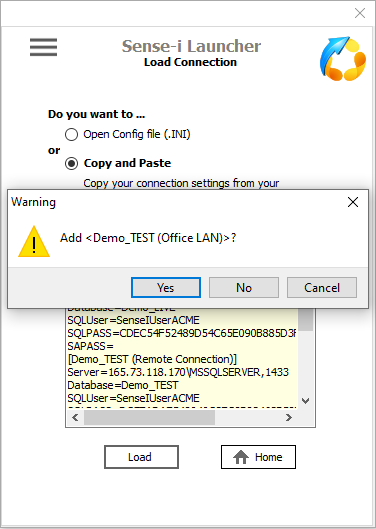 Sense-i Launcher
Load Connection
Do you want to ...
Open Config file (.INI)
or
Copy and Paste
Copy your connection settings from your
Warning
Add <Demo_TEST (Office LAN)>?
Yes
No
Cancel
Database=Demo_LIVE
SQLUser=SenseIUserACME
SQLPASS=CDEC54F52489D54C65E090B885D3F
SAPASS=
[Demo_TEST (Remote Connection)]
Server=165.73.118.170\MSSQLSERVER,1433
Database=Demo_TEST
SQLUser=SenseIUserACME
Load
Home